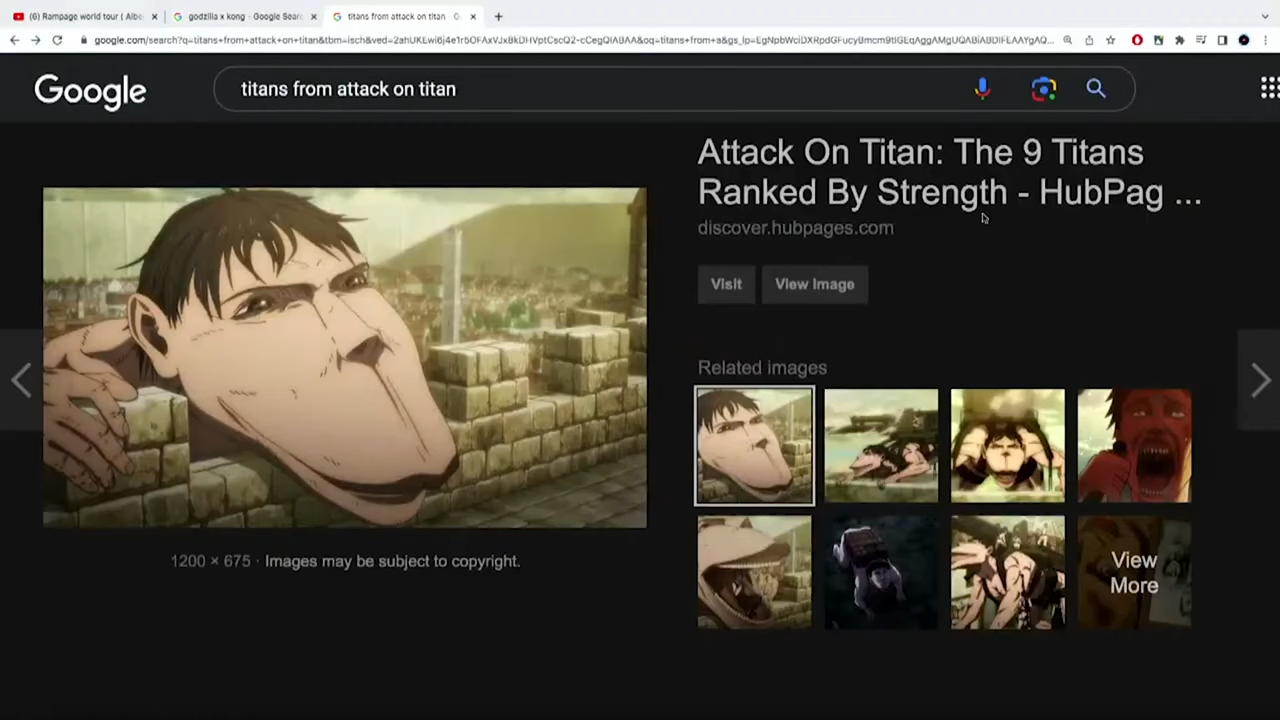 (6) Rampage world tour ( Albe
godzilla x kong - Google Sear
titans from attack on titan - G
Google
titans from attack on titan
Attack On Titan: The 9 Titans
Ranked By Strength - HubPag ...
discover.hubpages.com
Visit
View Image
Related images
View
More
1200 × 675 · Images may be subject to copyright.